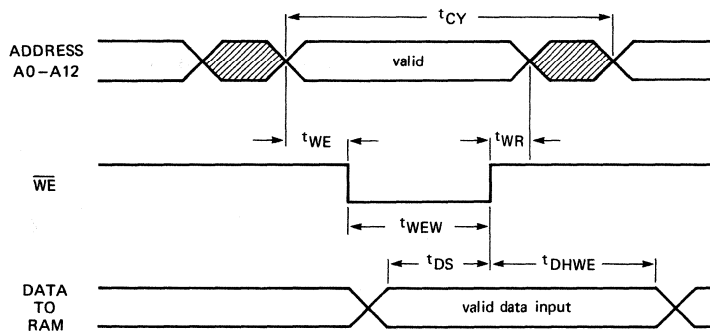 tCY
ADDRESS
A0–A12
valid
tWE
tWR
WE
tWEW
tDS
tDHWE
DATA
TO
RAM
valid data input